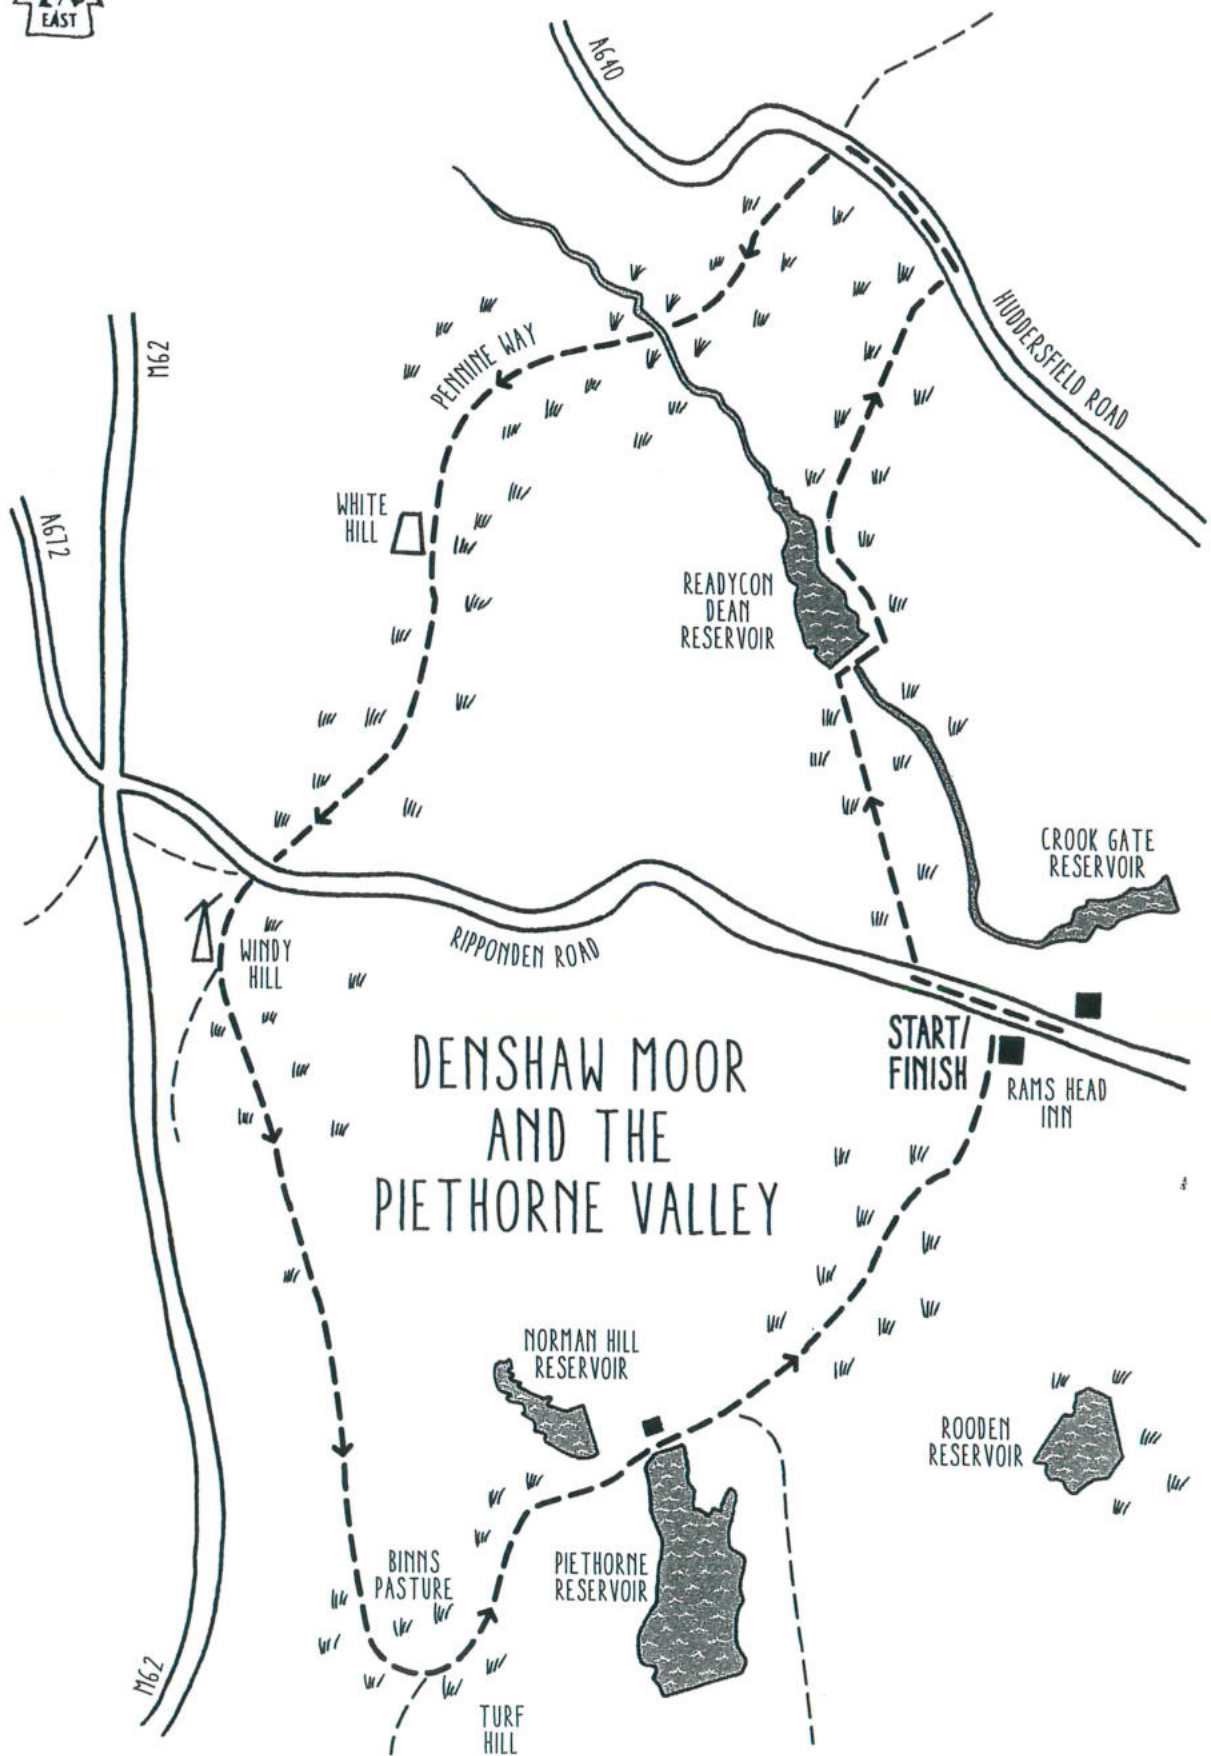 EAST
A640
HUDDERSFIELD ROAD
M62
PENNINE WAY
A672
WHITE
HILL
READYCON
DEAN
RESERVOIR
CROOK GATE
RESERVOIR
RIPPONDEN ROAD
WINDY
HILL
START/
FINISH
RAMS HEAD
INN
DENSHAW MOOR
AND THE
PIETHORNE VALLEY
NORMAN HILL
RESERVOIR
ROODEN
RESERVOIR
BINNS
PASTURE
PIETHORNE
RESERVOIR
M62
TURF
HILL